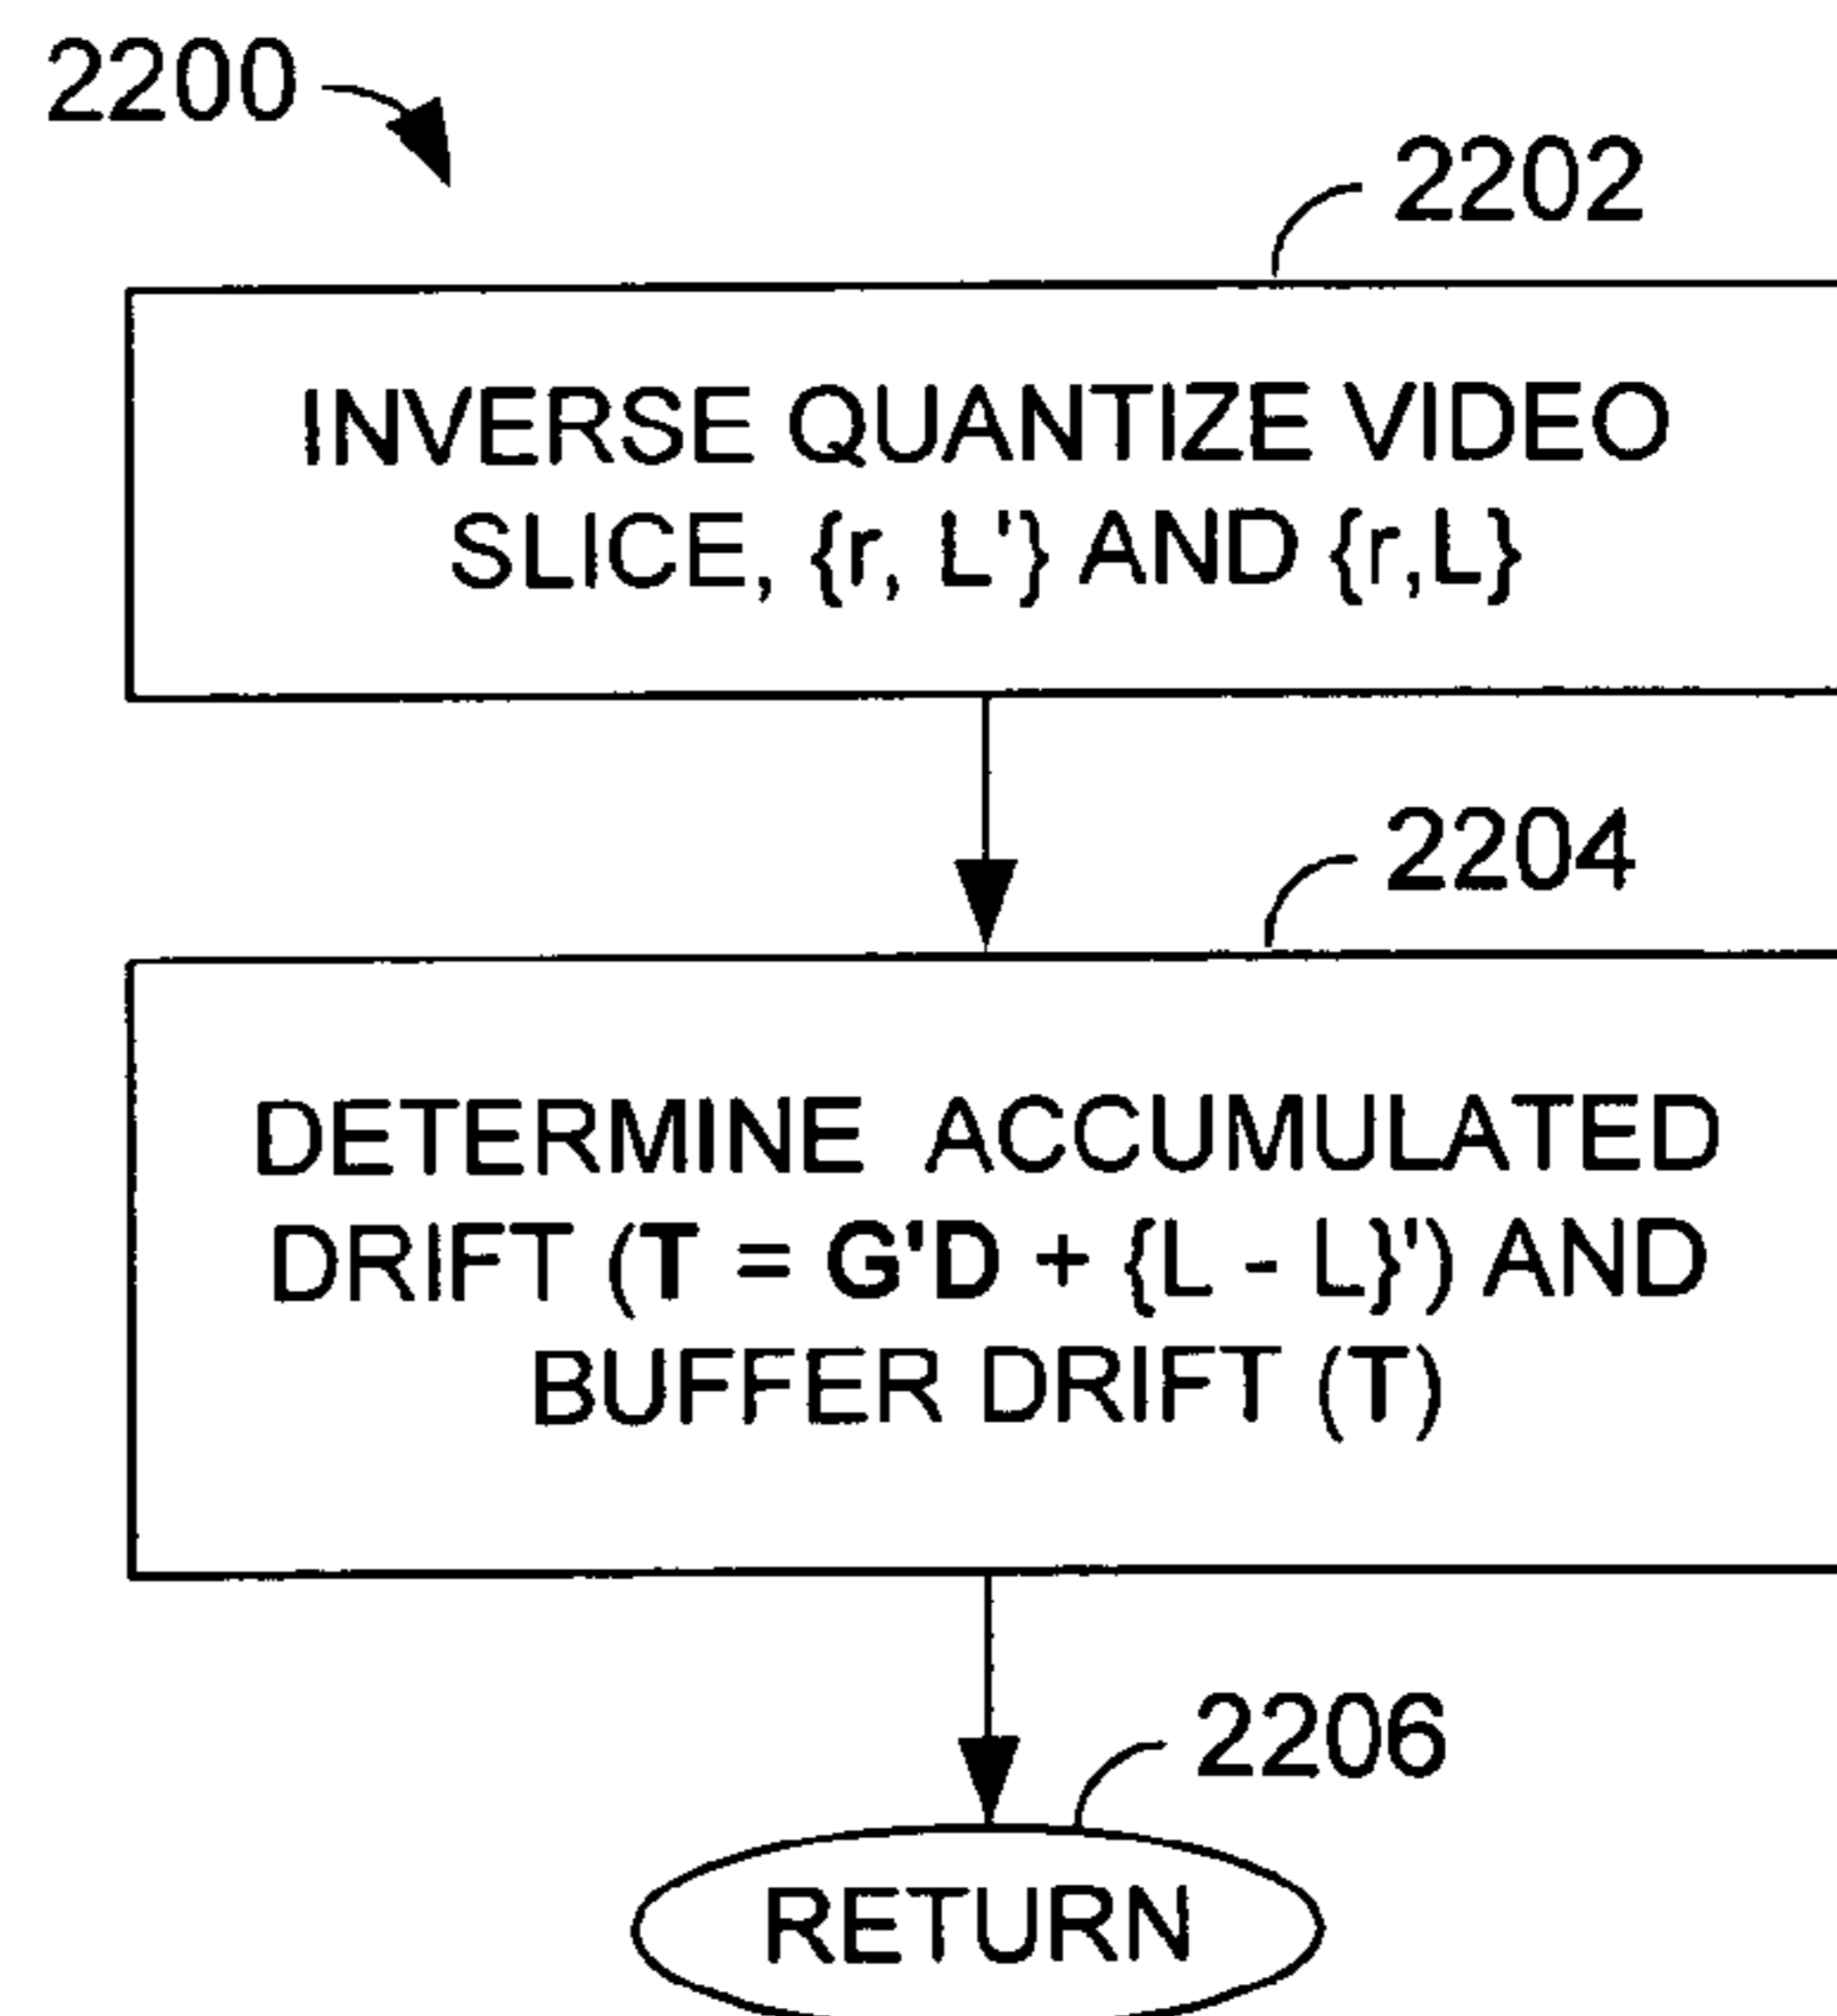 2200
2202
INVERSE QUANTIZE VIDEO
SLICE, {r, L'} AND {r,L}
2204
DETERMINE ACCUMULATED
DRIFT (T = G'D + {L - L}') AND
BUFFER DRIFT (T)
2206
RETURN